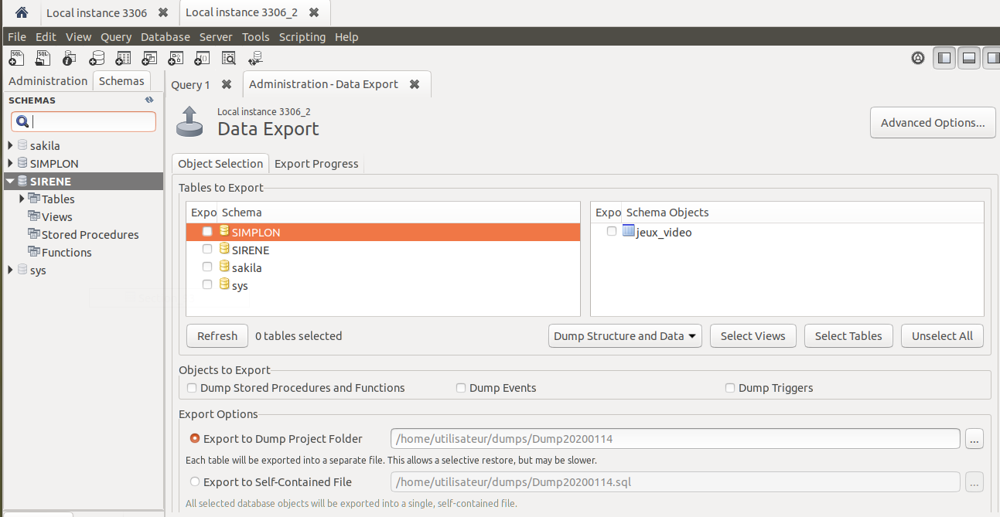 Local instance 3306 Local instance 3306_2
File Edit View Query Database Server Tools Scripting Help
Administration Schemas
SCHEMAS
sakila
SIMPLON
SIRENE
Tables
Views
Stored Procedures
Functions
sys
Query 1 Administration - Data Export
Local instance 3306_2
Data Export
Advanced Options...
Object Selection Export Progress
Tables to Export
Expo Schema
SIMPLON
SIRENE
sakila
sys
Expo Schema Objects
jeux_video
Refresh 0 tables selected Dump Structure and Data Select Views Select Tables Unselect All
Objects to Export
Dump Stored Procedures and Functions Dump Events Dump Triggers
Export Options
Export to Dump Project Folder /home/utilisateur/dumps/Dump20200114 ...
Each table will be exported into a separate file. This allows a selective restore, but may be slower.
Export to Self-Contained File /home/utilisateur/dumps/Dump20200114.sql ...
All selected database objects will be exported into a single, self-contained file.